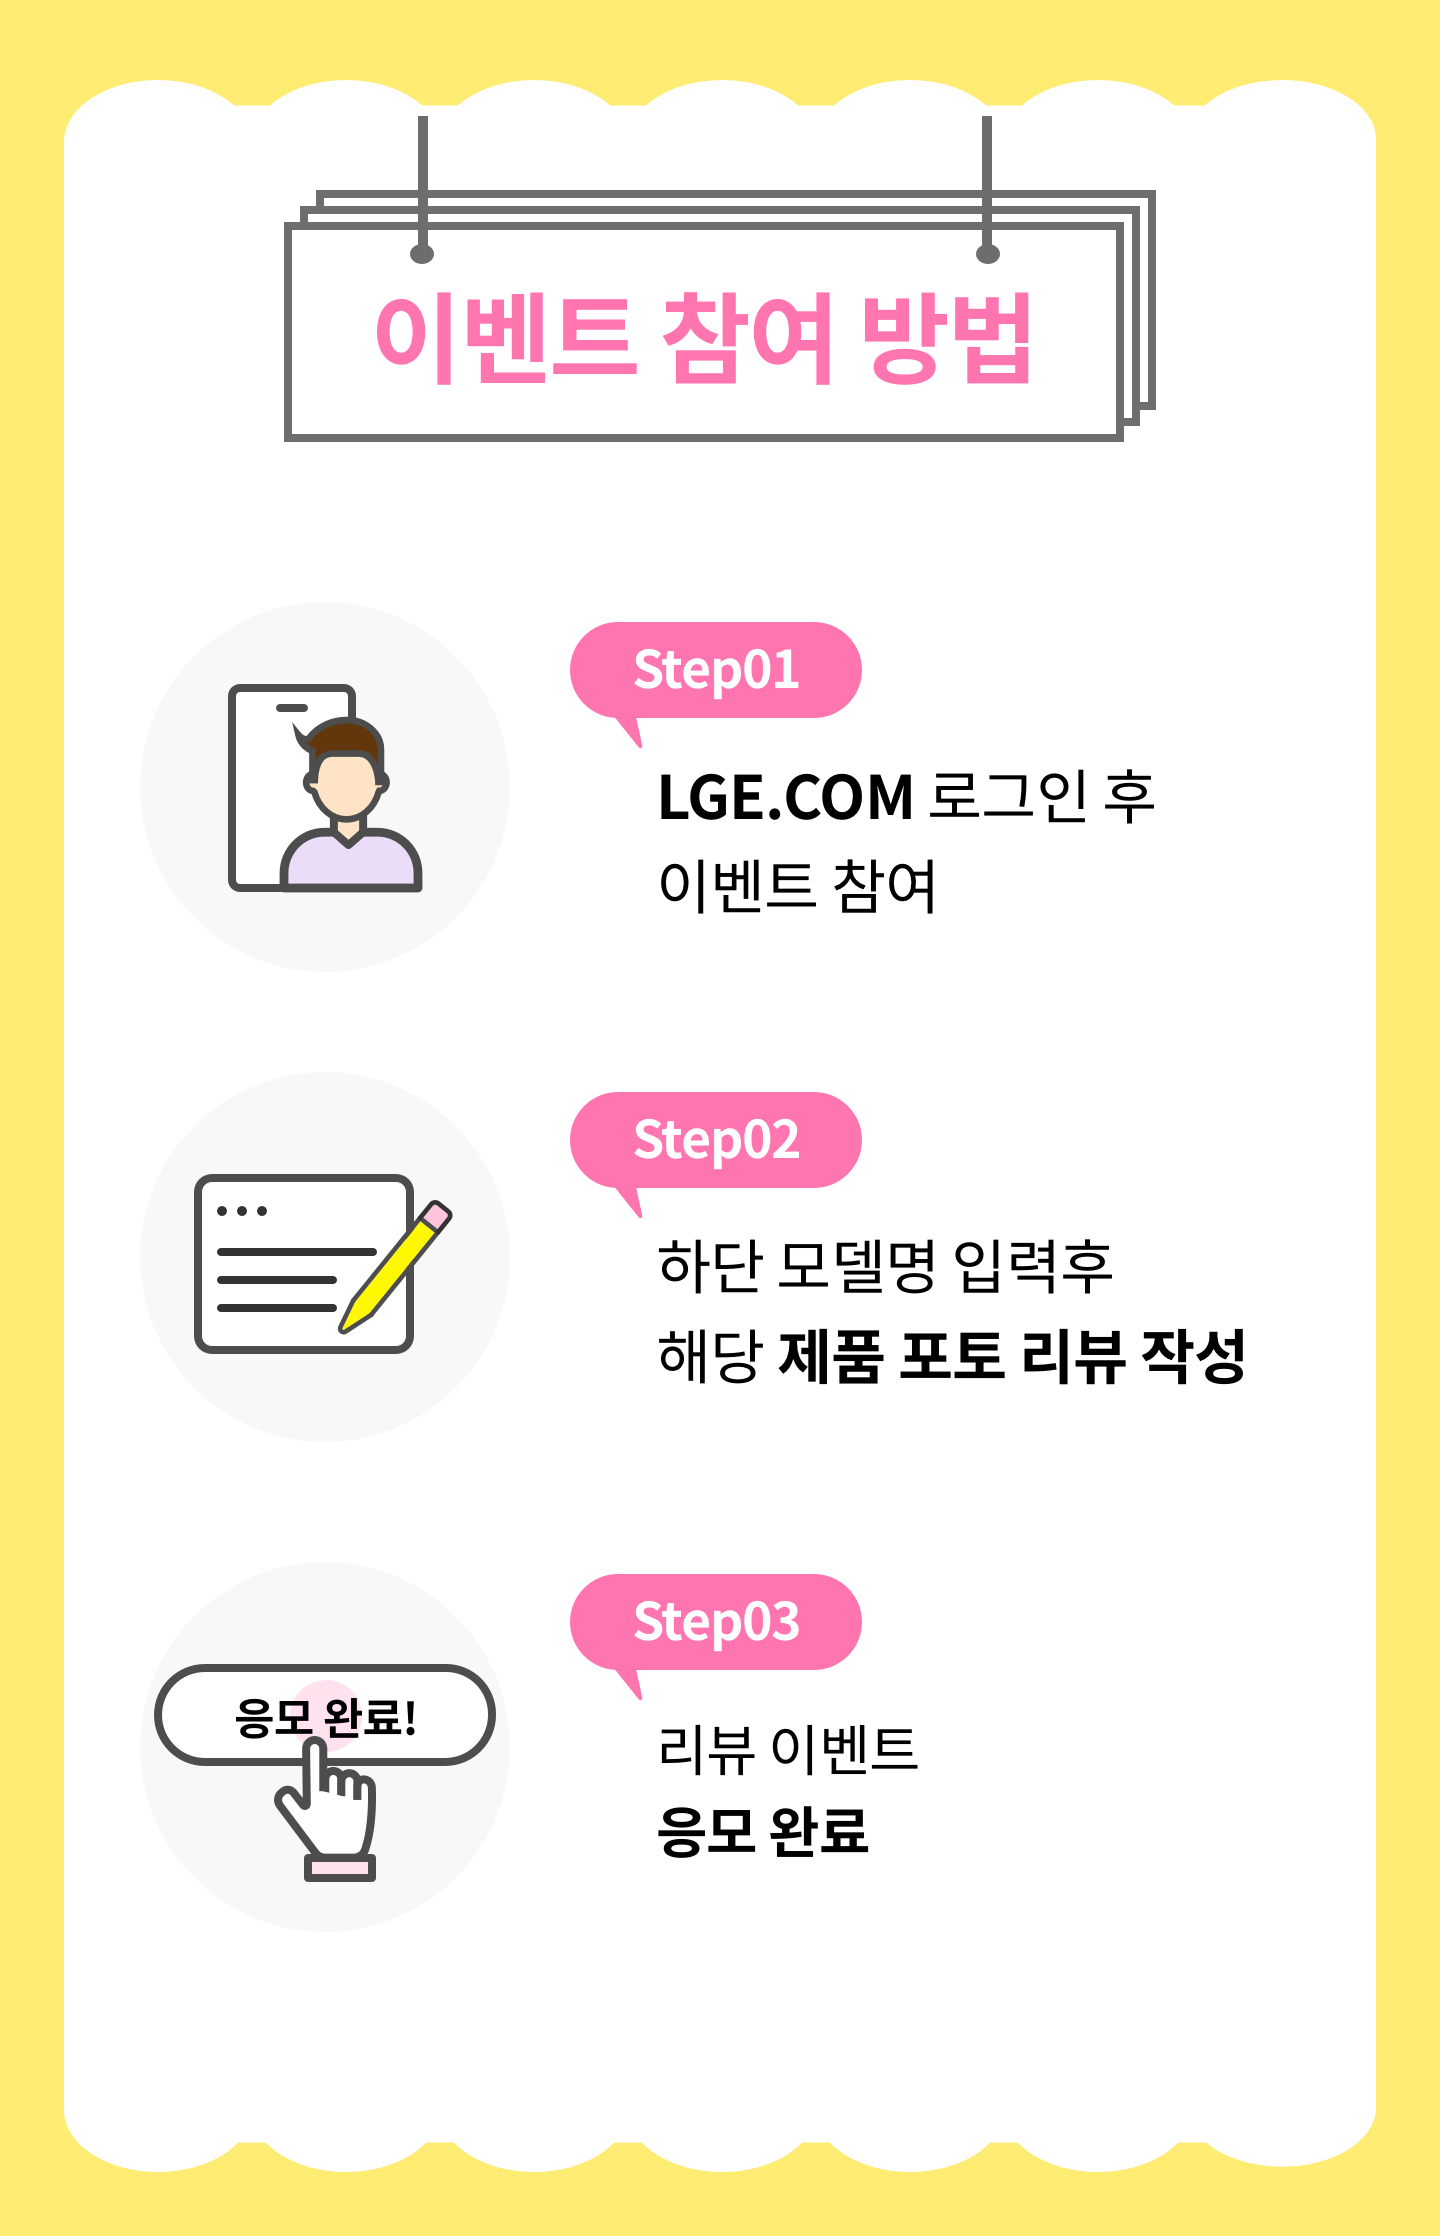 이벤트 참여 방법
Step01
LGE.COM 로그인 후
이벤트 참여
Step02
하단 모델명 입력후
해당 제품 포토 리뷰 작성
Step03
응모 완료!
리뷰 이벤트
응모 완료